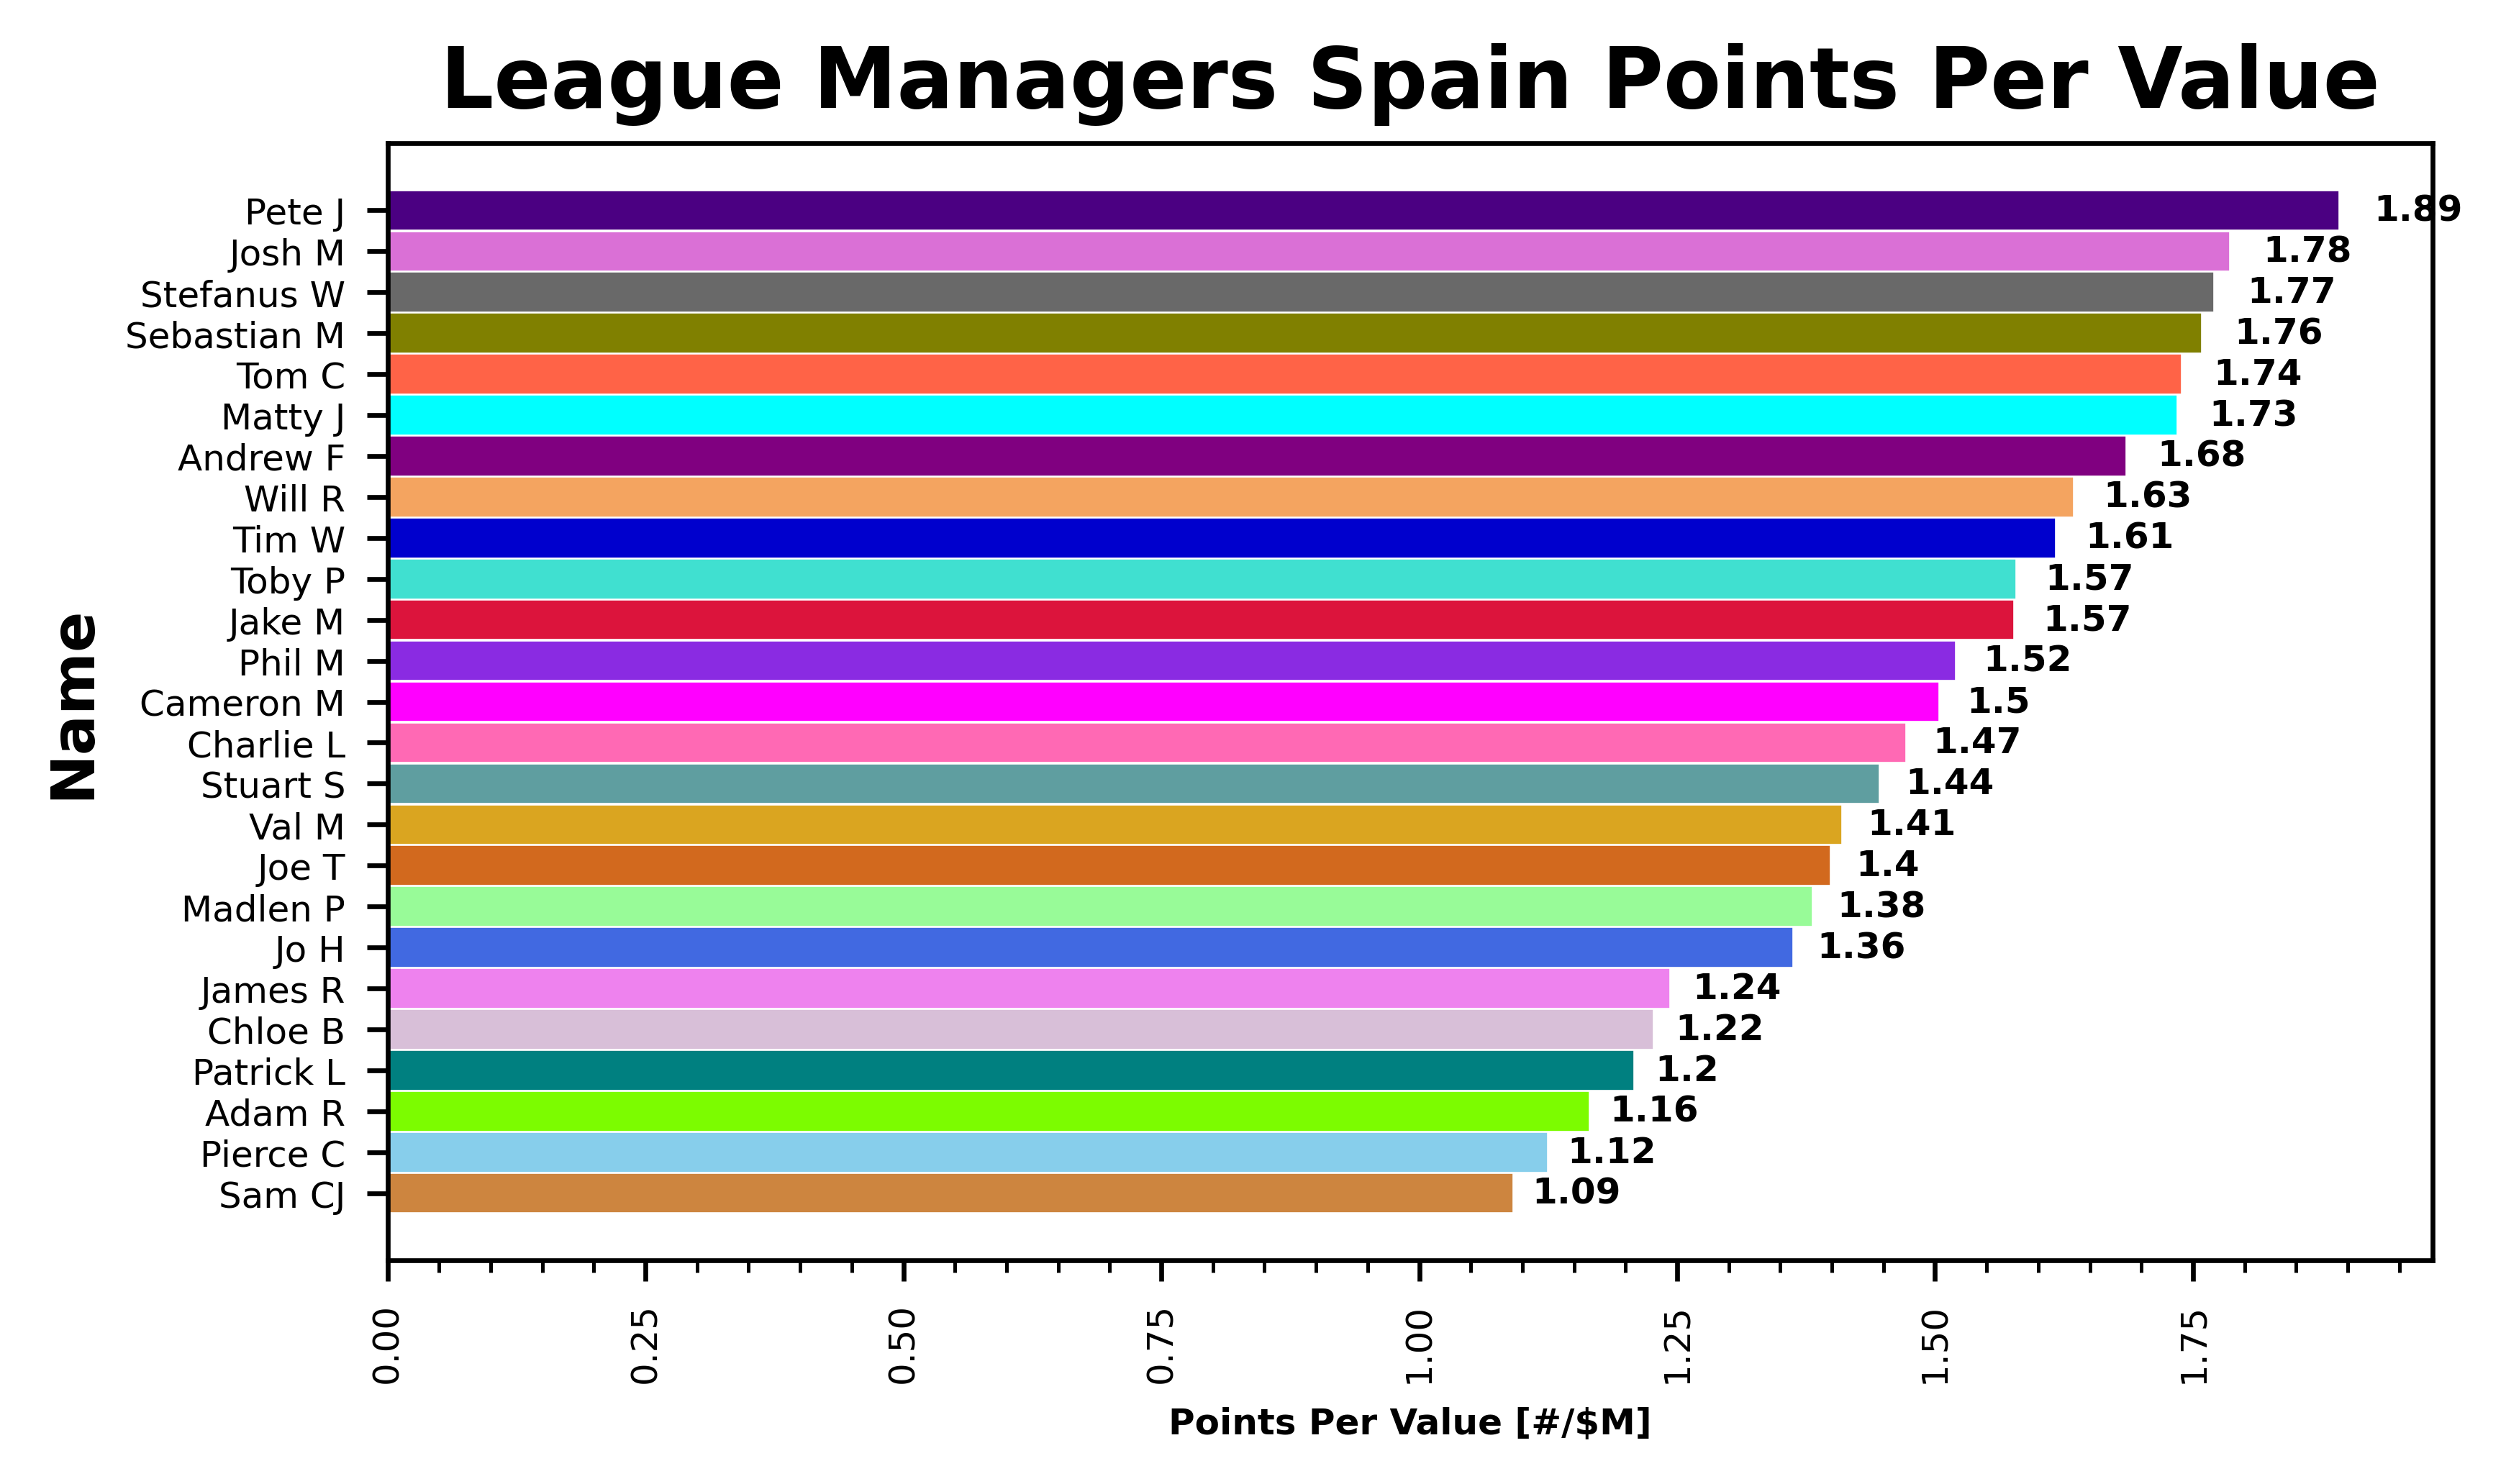 League Managers Spain Points Per Value
Name
Pete J 1.89
Josh M 1.78
Stefanus W 1.77
Sebastian M 1.76
Tom C 1.74
Matty J 1.73
Andrew F 1.68
Will R 1.63
Tim W 1.61
Toby P 1.57
Jake M 1.57
Phil M 1.52
Cameron M 1.5
Charlie L 1.47
Stuart S 1.44
Val M 1.41
Joe T 1.4
Madlen P 1.38
Jo H 1.36
James R 1.24
Chloe B 1.22
Patrick L 1.2
Adam R 1.16
Pierce C 1.12
Sam CJ 1.09
0.00 0.25 0.50 0.75 1.00 1.25 1.50 1.75
Points Per Value [#/$M]